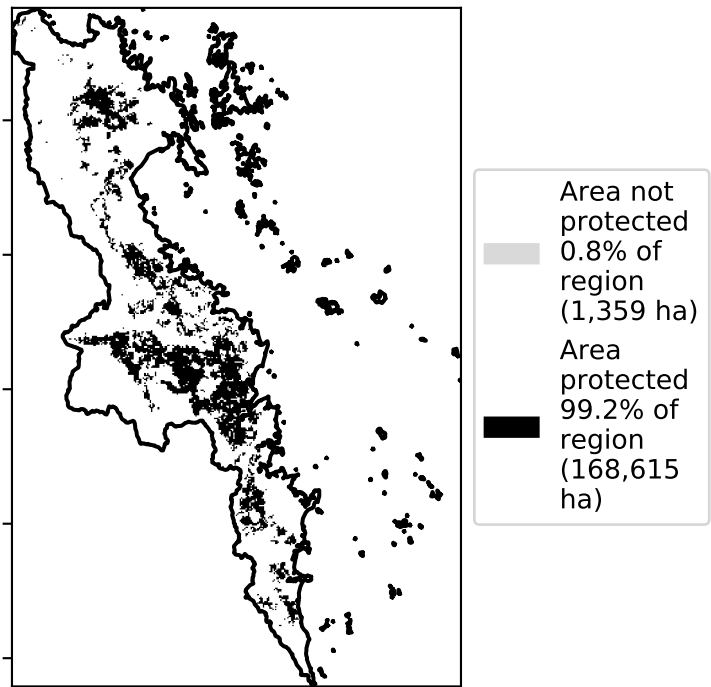 Area not
protected
0.8% of
region
(1,359 ha)
Area
protected
99.2% of
region
(168,615
ha)